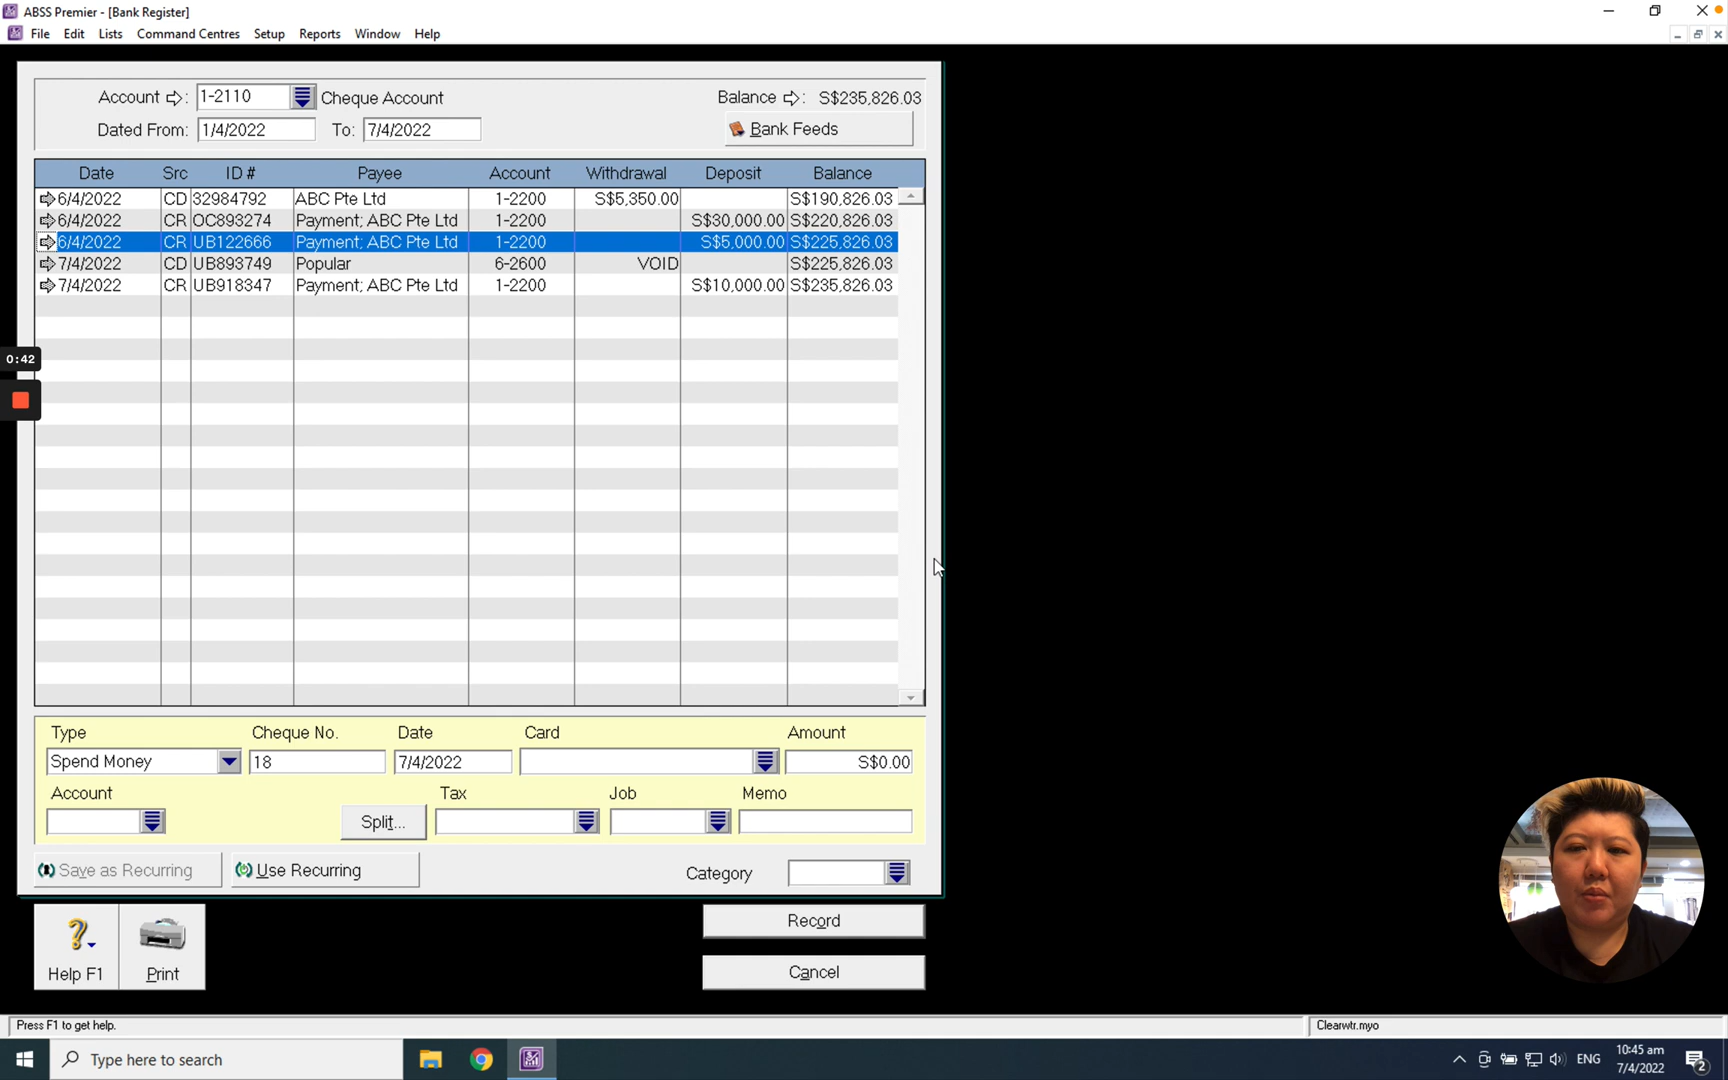 ABSS Premier - [Bank Register]
File Edit Lists Command Centres Setup Reports Window Help
Account : 1-2110 Cheque Account Balance : S$235,826.03
Dated From: 1/4/2022 To: 7/4/2022 Bank Feeds
Date Src ID # Payee Account Withdrawal Deposit Balance
6/4/2022 CD 32984792 ABC Pte Ltd 1-2200 S$5,350.00 S$190,826.03
6/4/2022 CR OC893274 Payment; ABC Pte Ltd 1-2200 S$30,000.00 S$220,826.03
6/4/2022 CR UB122666 Payment; ABC Pte Ltd 1-2200 S$5,000.00 S$225,826.03
7/4/2022 CD UB893749 Popular 6-2600 VOID S$225,826.03
7/4/2022 CR UB918347 Payment; ABC Pte Ltd 1-2200 S$10,000.00 S$235,826.03
0:42
Type Cheque No. Date Card Amount
Spend Money 18 7/4/2022 S$0.00
Account Tax Job Memo
Split...
Save as Recurring Use Recurring Category
Record
Help F1 Print Cancel
Press F1 to get help. Clearwtr.myo
Type here to search ENG 10:45 am
7/4/2022 2